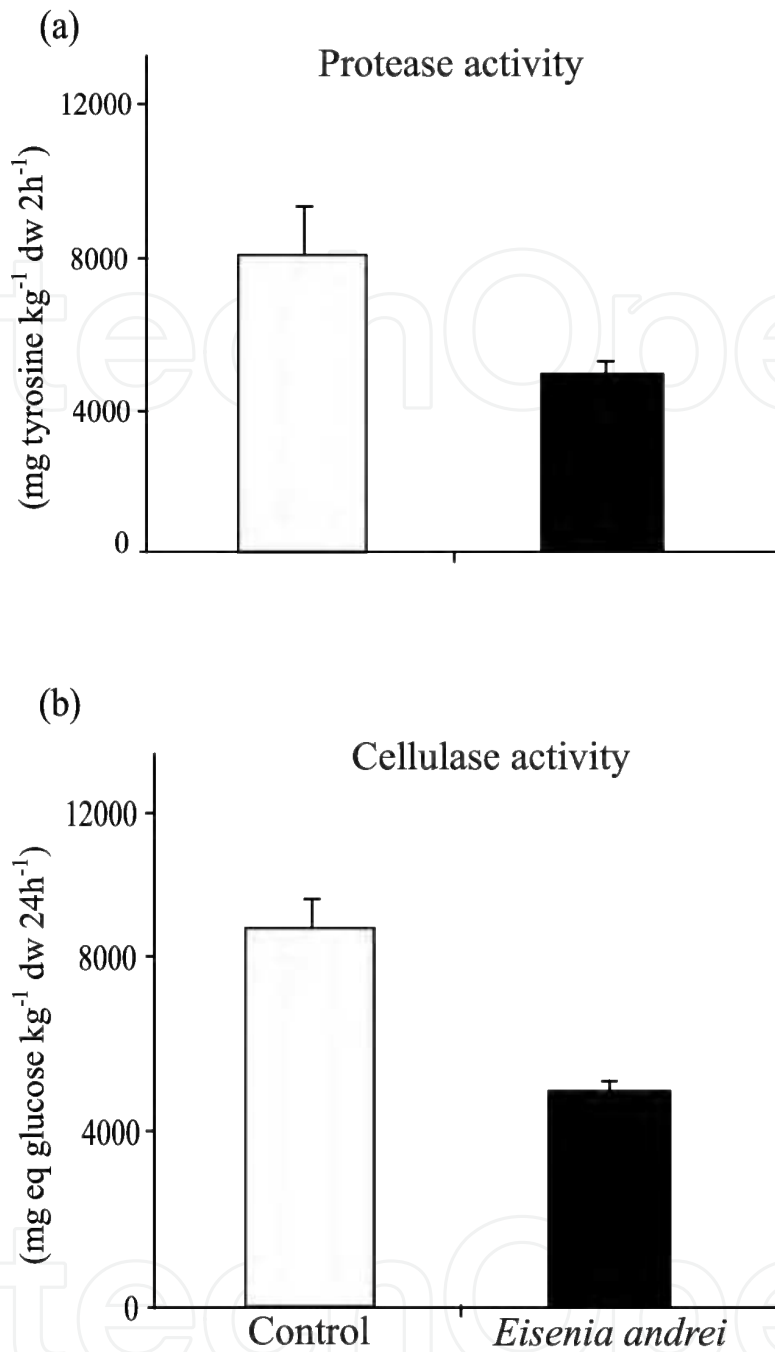 (a)
Protease activity
12000
8000
4000
0
(mg tyrosine kg⁻¹ dw 2h⁻¹)
(b)
Cellulase activity
12000
8000
4000
0
(mg eq glucose kg⁻¹ dw 24h⁻¹)
Control
Eisenia andrei